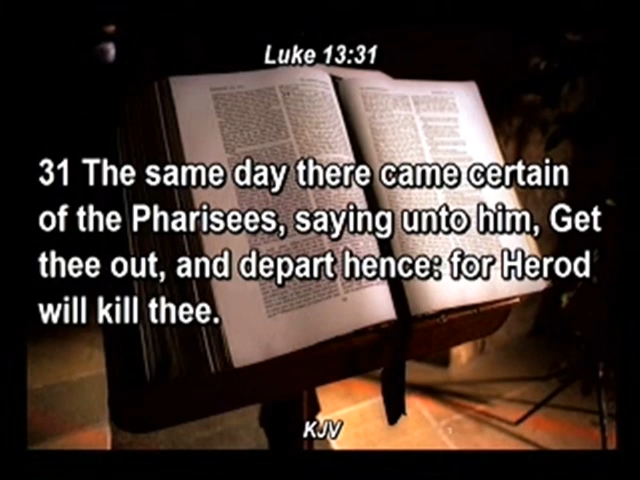 Luke 13:31
31 The same day there came certain
of the Pharisees, saying unto him, Get
thee out, and depart hence: for Herod
will kill thee.
KJV